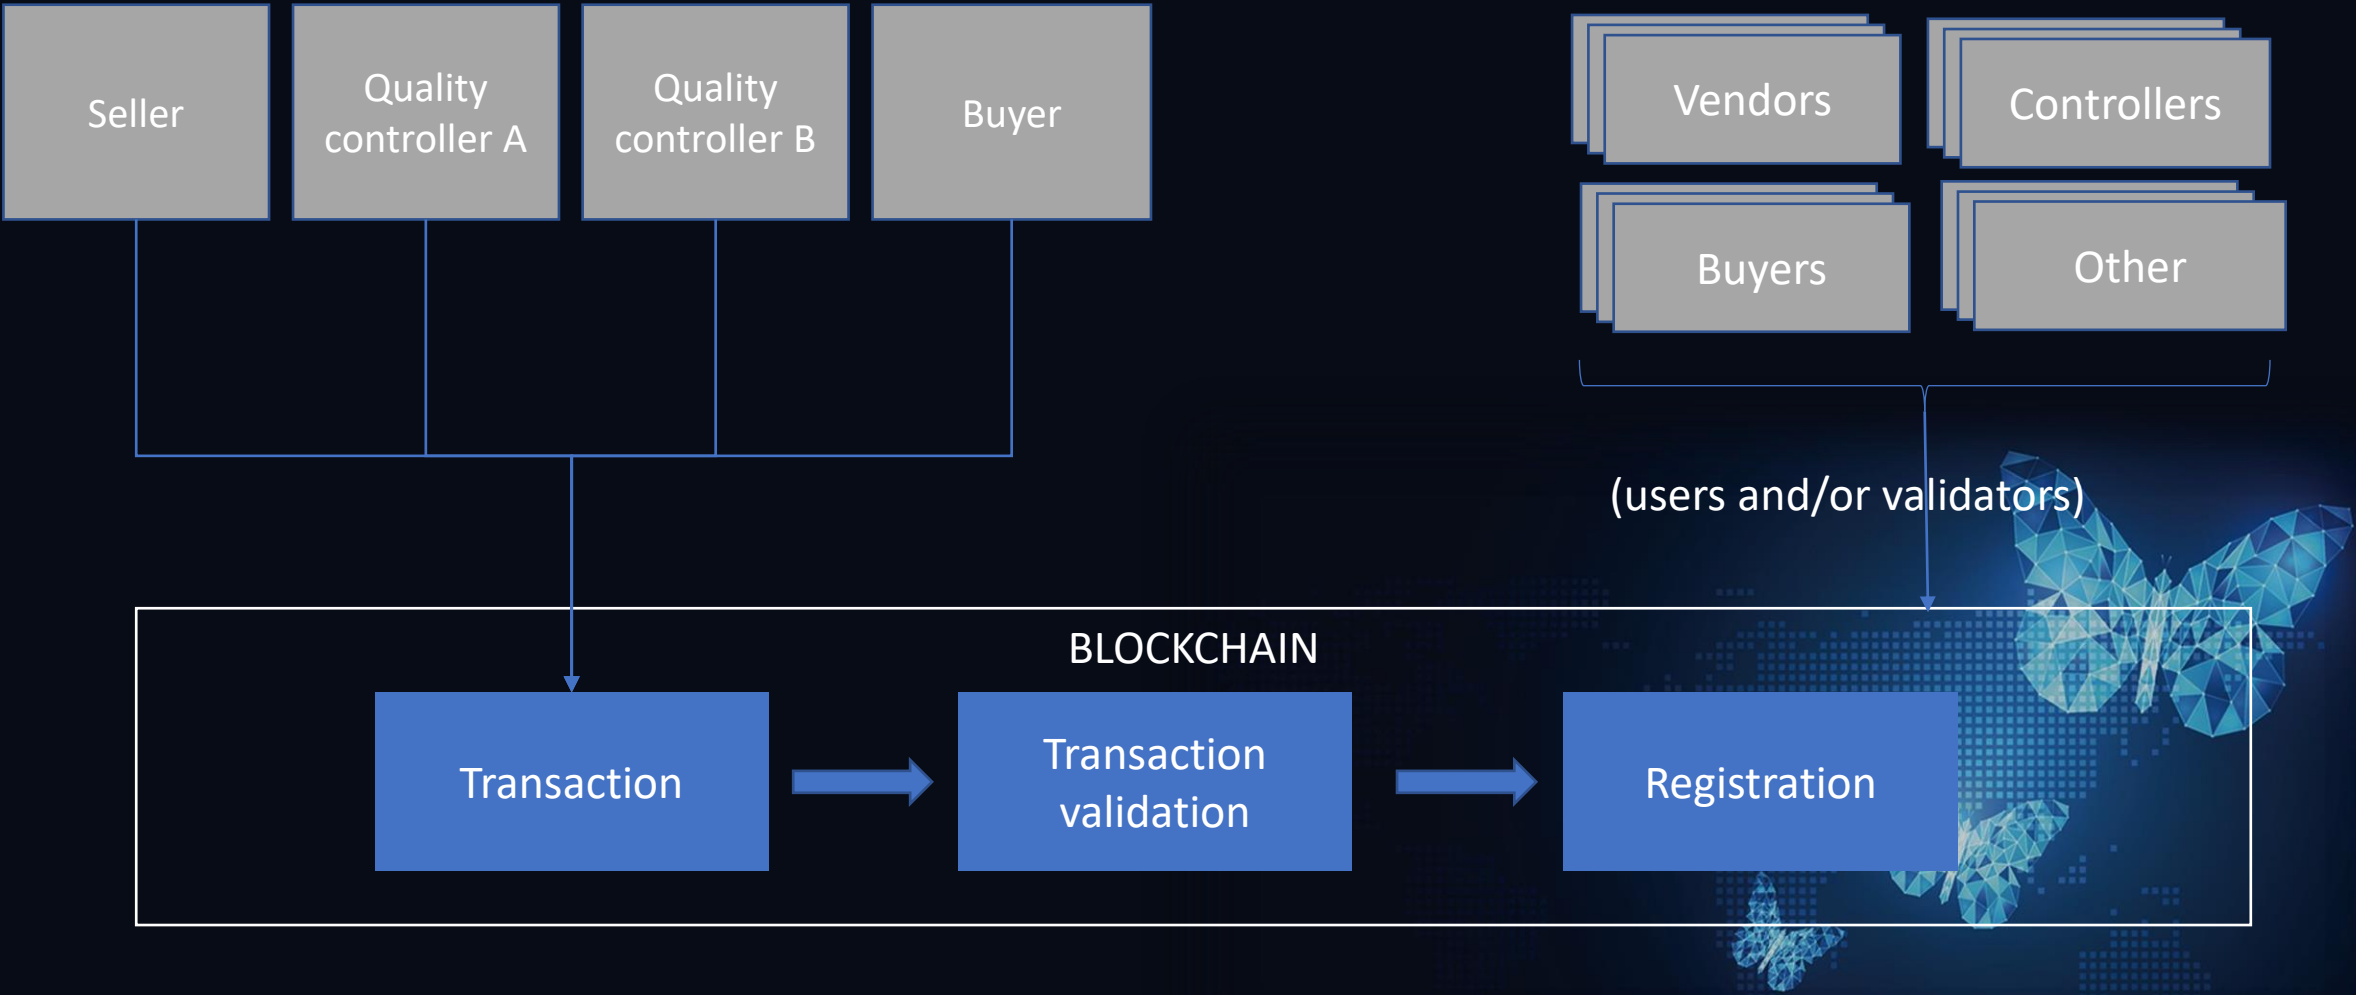 Seller
Quality
controller A
Quality
controller B
Buyer
Vendors
Controllers
Buyers
Other
(users and/or validators)
BLOCKCHAIN
Transaction
Transaction
validation
Registration